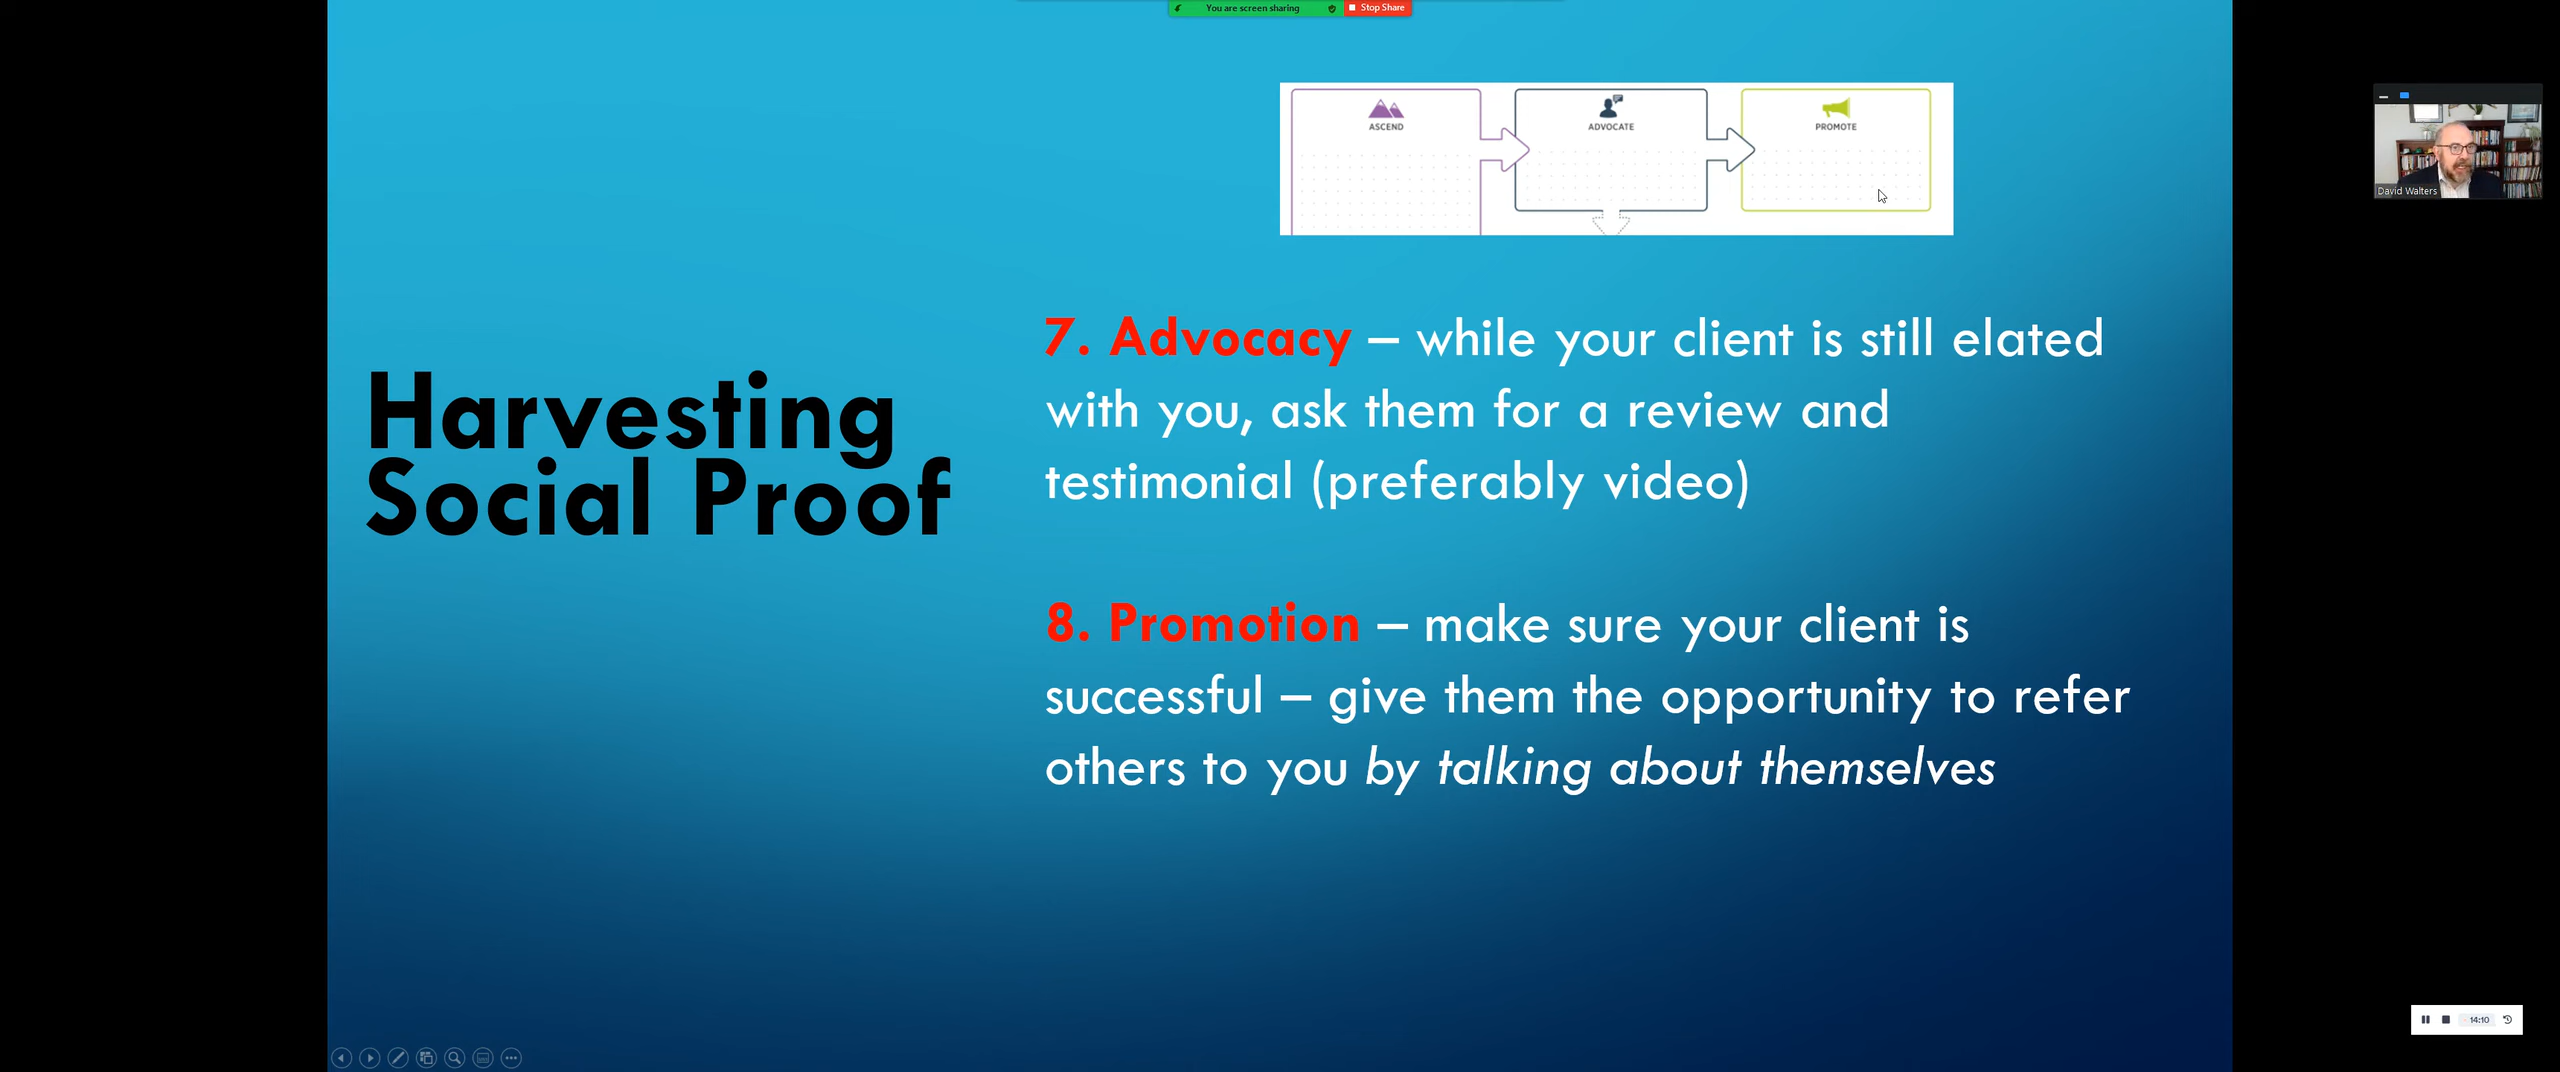 You are screen sharing
Stop Share
ASCEND
ADVOCATE
PROMOTE
David Walters
Harvesting
Social Proof
7. Advocacy – while your client is still elated
with you, ask them for a review and
testimonial (preferably video)
8. Promotion – make sure your client is
successful – give them the opportunity to refer
others to you by talking about themselves
14:10